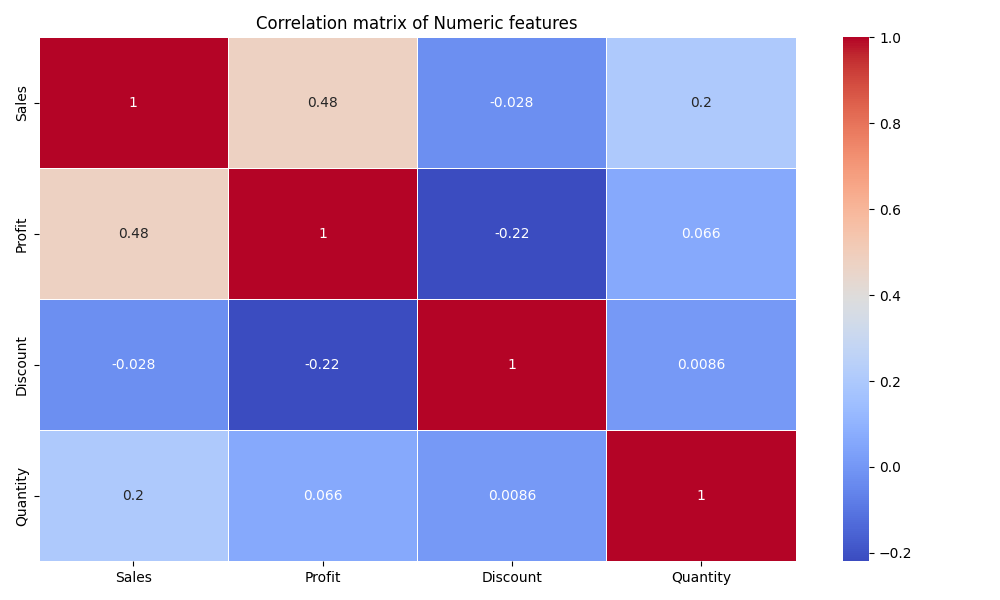 Correlation matrix of Numeric features
Sales
1
0.48
-0.028
0.2
Profit
0.48
1
-0.22
0.066
Discount
-0.028
-0.22
1
0.0086
Quantity
0.2
0.066
0.0086
1
Sales
Profit
Discount
Quantity
1.0
0.8
0.6
0.4
0.2
0.0
−0.2